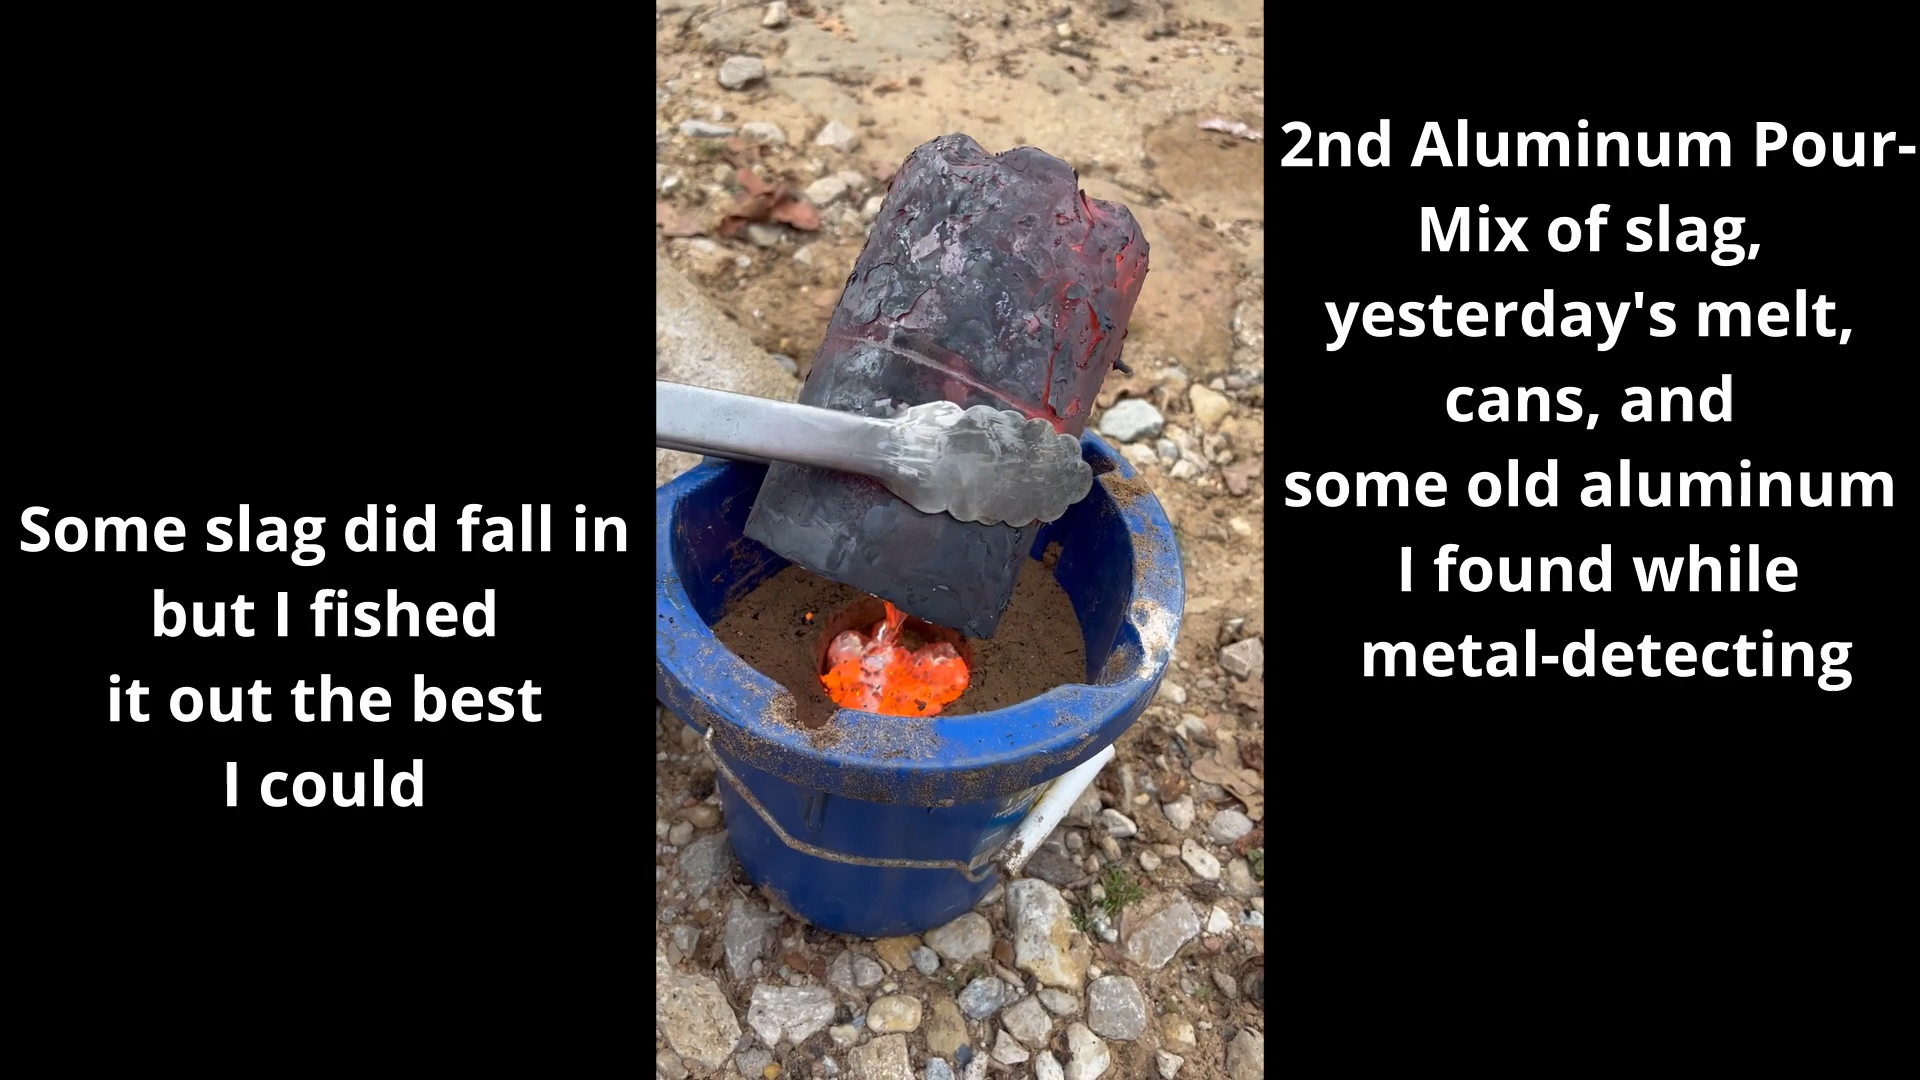 Some slag did fall in
but I fished
it out the best
I could
2nd Aluminum Pour-
Mix of slag,
yesterday's melt,
cans, and
some old aluminum
I found while
metal-detecting